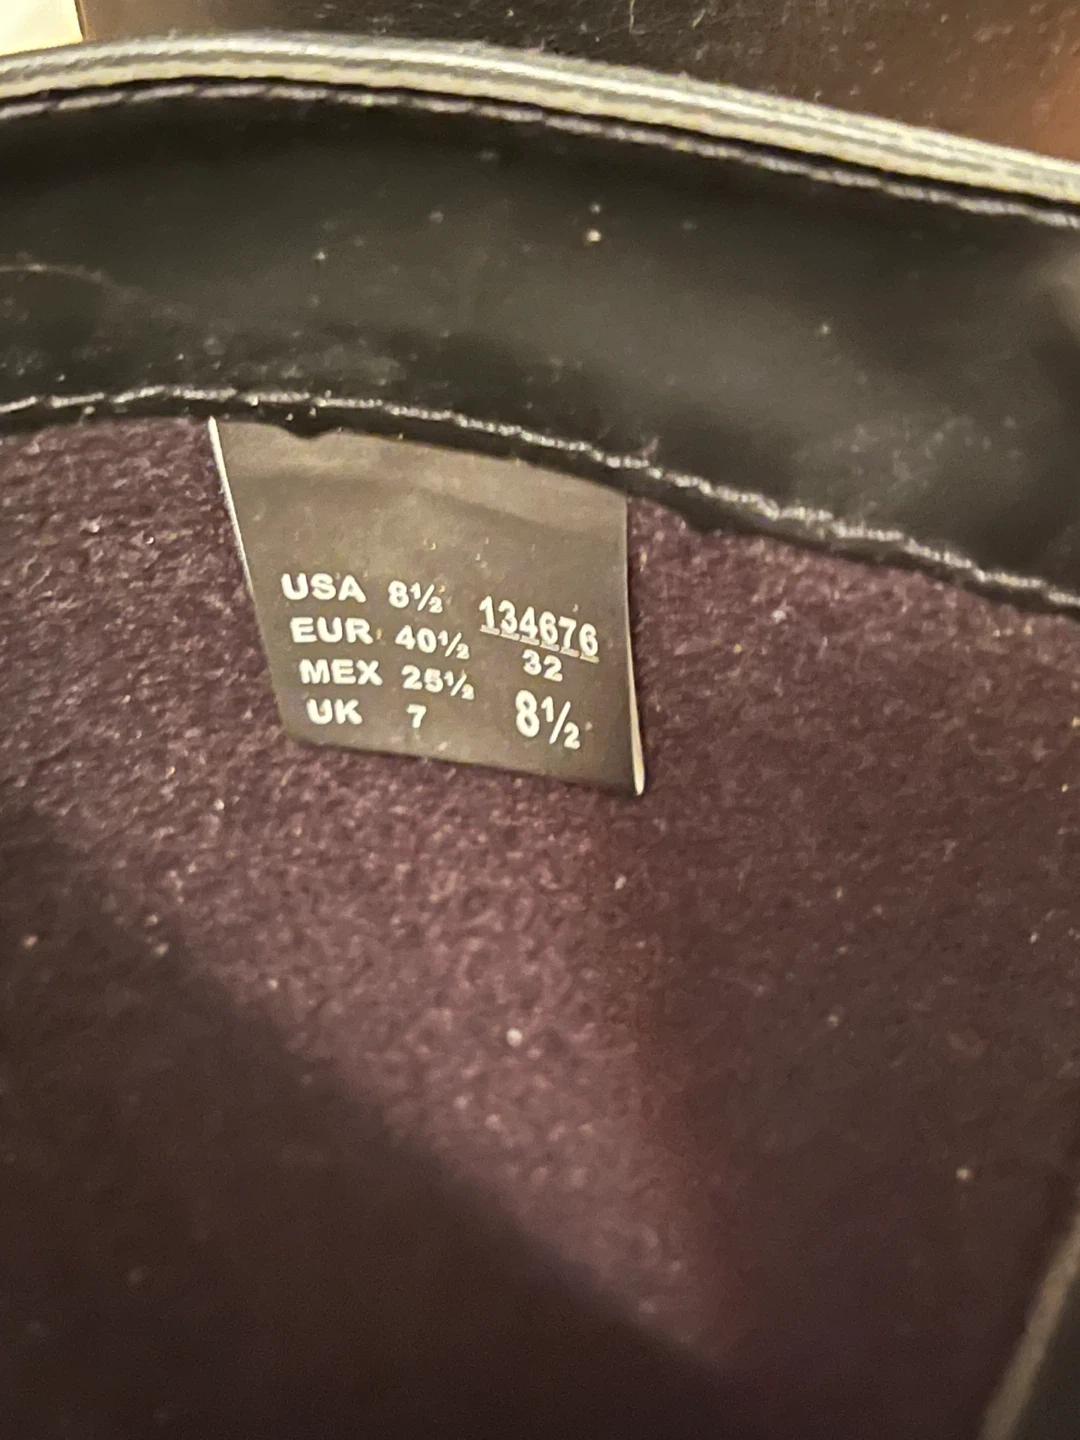 USA 8½
EUR 40½
MEX 25½
UK 7
134676
32
8½